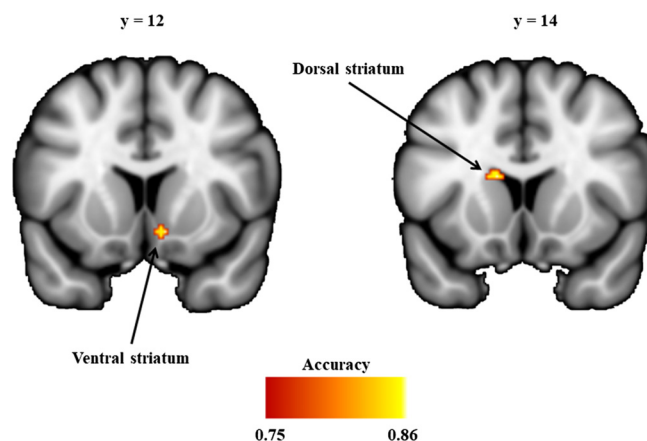 y = 12
y = 14
Dorsal striatum
Ventral striatum
Accuracy
0.75
0.86